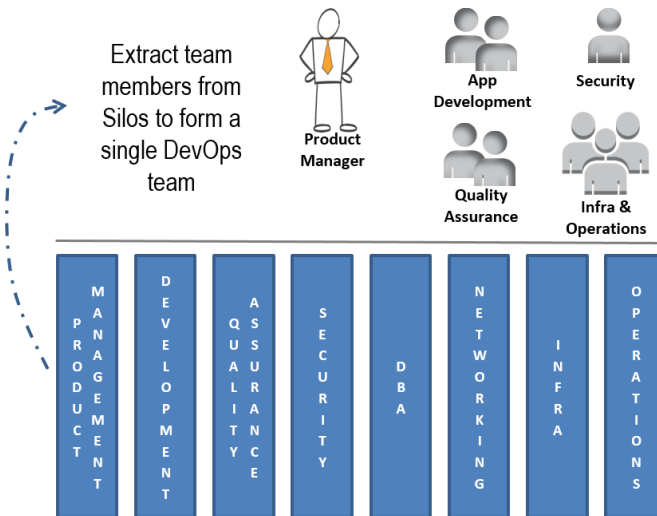 Extract team
members from
Silos to form a
single DevOps
team
Product
Manager
App
Development
Security
Quality
Assurance
Infra &
Operations
PRODUCT
MANAGEMENT
DEVELOPMENT
QUALITY
ASSURANCE
SECURITY
DBA
NETWORKING
INFRA
OPERATIONS